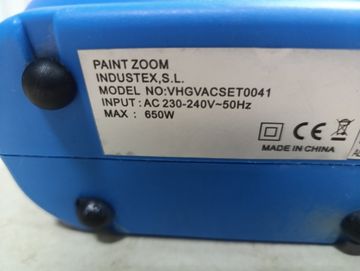 PAINT ZOOM
INDUSTEX,S.L.
MODEL NO:VHGVACSET0041
INPUT: AC 230-240V~50Hz
MAX : 650W
CE
MADE IN CHINA